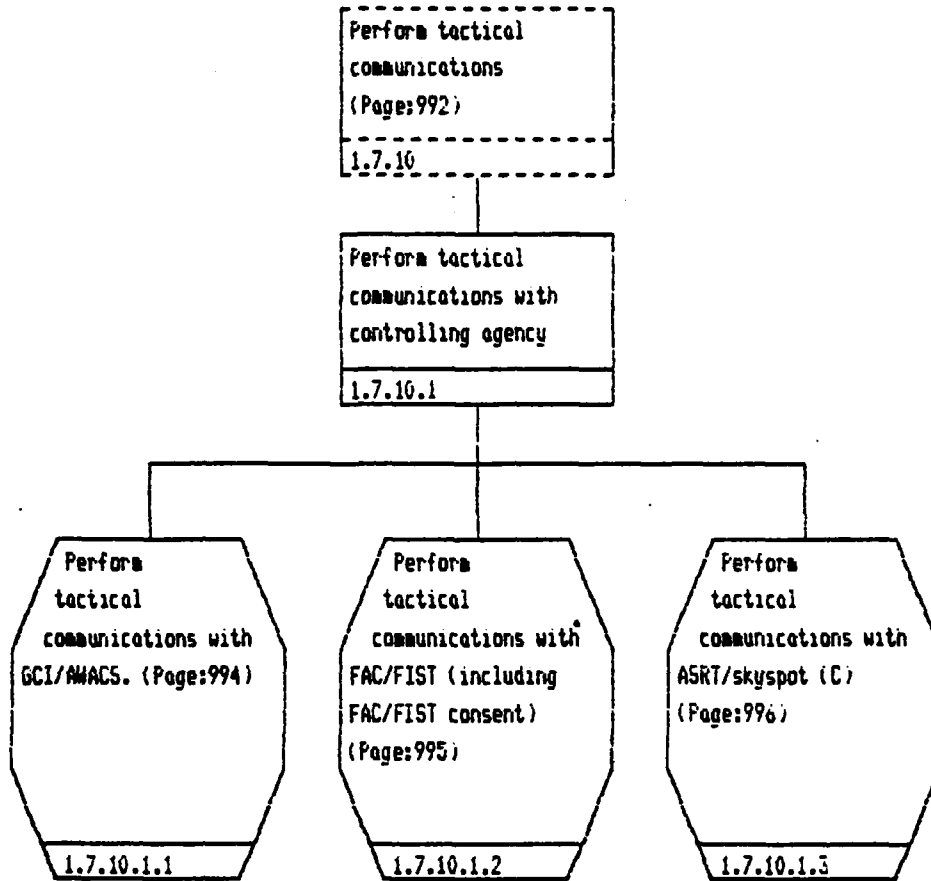 Perform tactical
communications
(Page:992)
1.7.10
Perform tactical
communications with
controlling agency
1.7.10.1
Perform
tactical
communications with
GCI/AWACS. (Page:994)
1.7.10.1.1
Perform
tactical
communications with
FAC/FIST (including
FAC/FIST consent)
(Page:995)
1.7.10.1.2
Perform
tactical
communications with
ASRT/skyspot (C)
(Page:996)
1.7.10.1.3